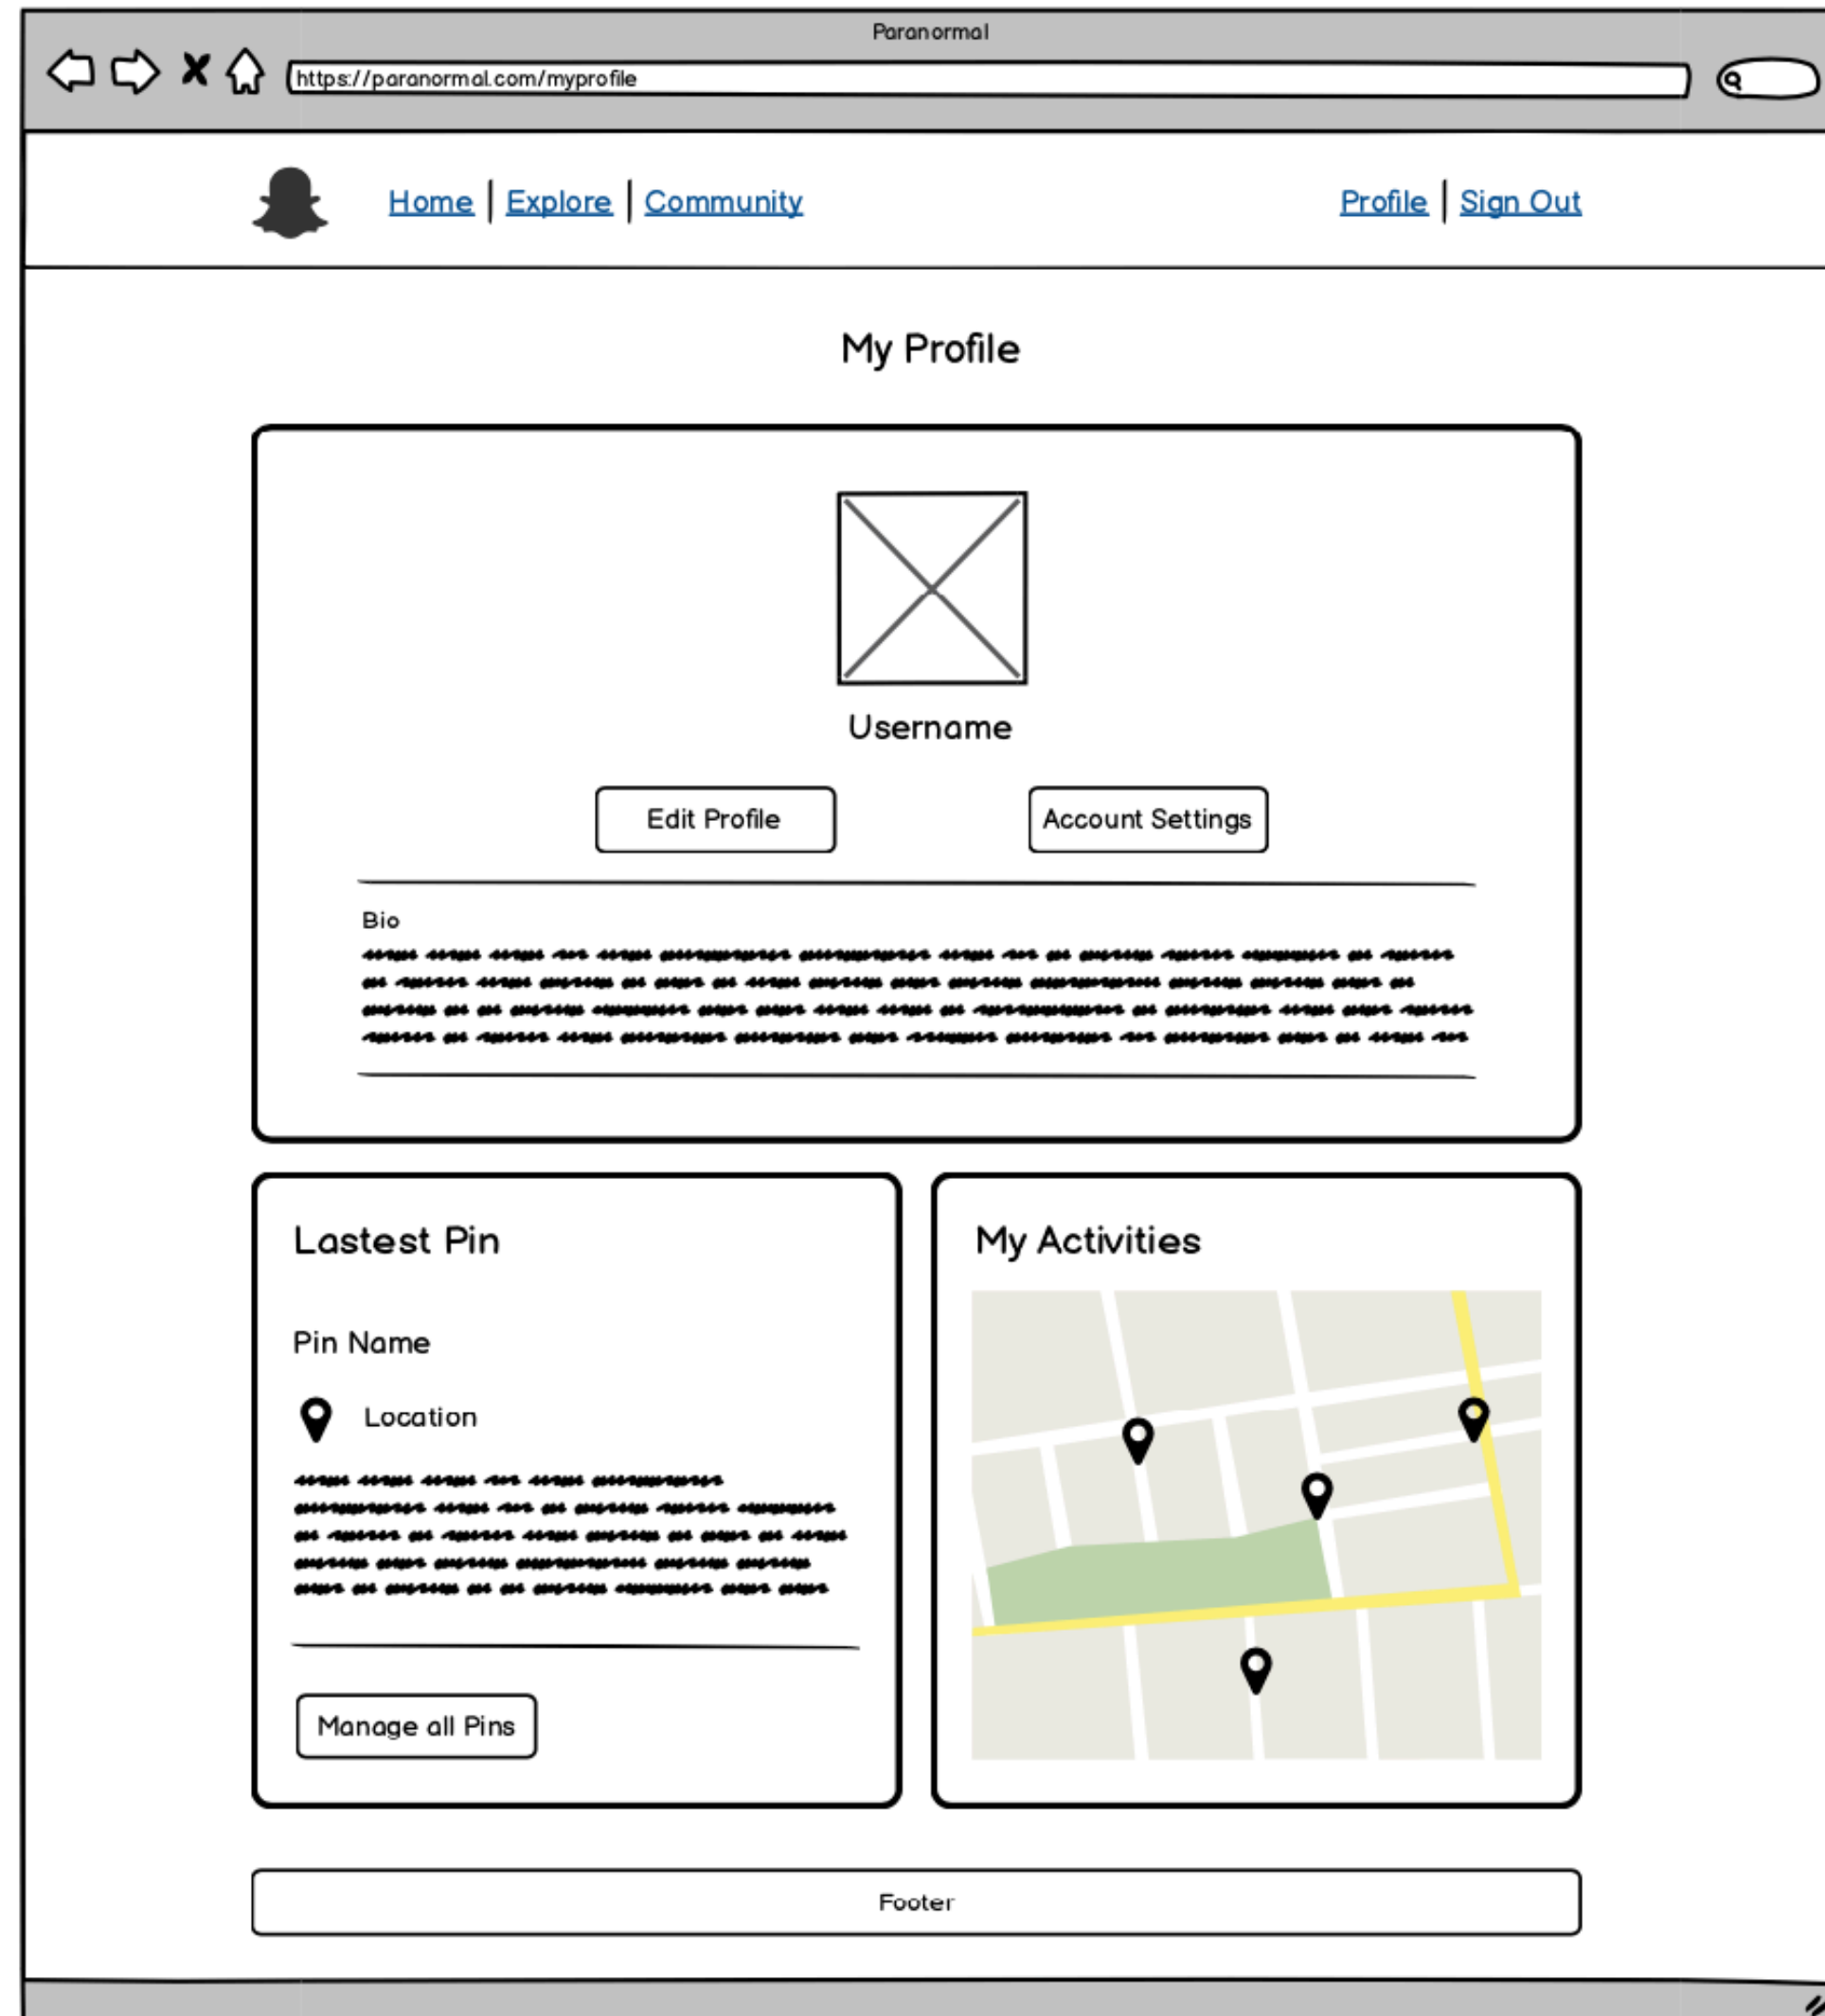 Paranormal
https://paranormal.com/myprofile
Home | Explore | Community
Profile | Sign Out
My Profile
Username
Edit Profile
Account Settings
Bio
Lastest Pin
My Activities
Pin Name
Location
Manage all Pins
Footer